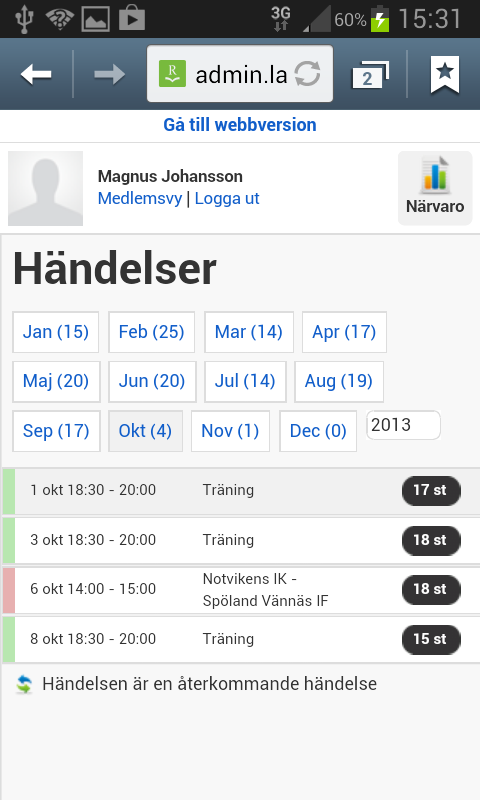 3G 60% 15:31
R admin.la 2
Gå till webbversion
Magnus Johansson
Medlemsvy | Logga ut
Närvaro
Händelser
Jan (15) Feb (25) Mar (14) Apr (17)
Maj (20) Jun (20) Jul (14) Aug (19)
Sep (17) Okt (4) Nov (1) Dec (0) 2013
1 okt 18:30 - 20:00 Träning 17 st
3 okt 18:30 - 20:00 Träning 18 st
6 okt 14:00 - 15:00 Notvikens IK - 18 st
Spöland Vännäs IF
8 okt 18:30 - 20:00 Träning 15 st
Händelsen är en återkommande händelse